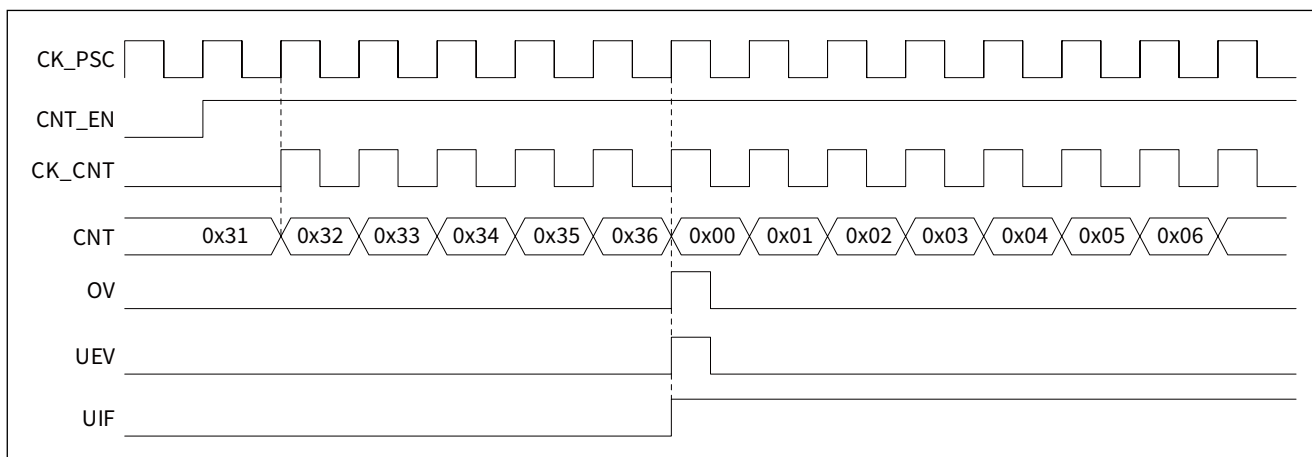 CK_PSC
CNT_EN
CK_CNT
CNT 0x31 0x32 0x33 0x34 0x35 0x36 0x00 0x01 0x02 0x03 0x04 0x05 0x06
OV
UEV
UIF